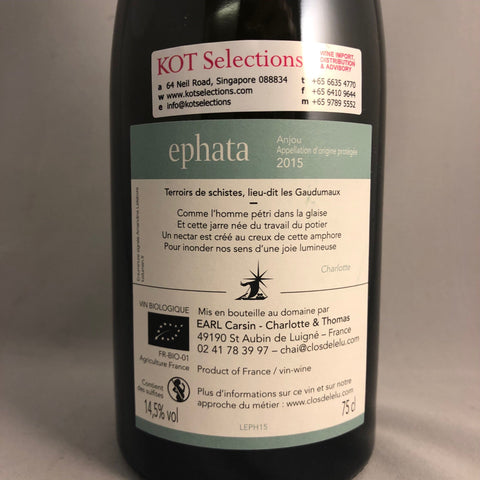 KOT Selections
WINE IMPORT,
DISTRIBUTION
& ADVISORY
a 64 Neil Road, Singapore 088834
t +65 6635 4770
w www.kotselections.com
f +65 6410 9644
e info@kotselections
m +65 9789 5552
ephata
Anjou
Appellation d'origine protégée
2015
Terroirs de schistes, lieu-dit les Gaudumaux
Comme l'homme pétri dans la glaise
Et cette jarre née du travail du potier
Un nectar est créé au creux de cette amphore
Pour inonder nos sens d'une joie lumineuse
Charlotte
VIN BIOLOGIQUE
FR-BIO-01
Agriculture France
Mis en bouteille au domaine par
EARL Carsin - Charlotte & Thomas
49190 St Aubin de Luigné – France
02 41 78 39 97 – chai@closdelelu.com
Product of France / vin-wine
Contient
des sulfites
14,5% vol
Plus d'informations sur ce vin et sur notre
approche du métier : www.closdelelu.com
75 cl
LEPH15